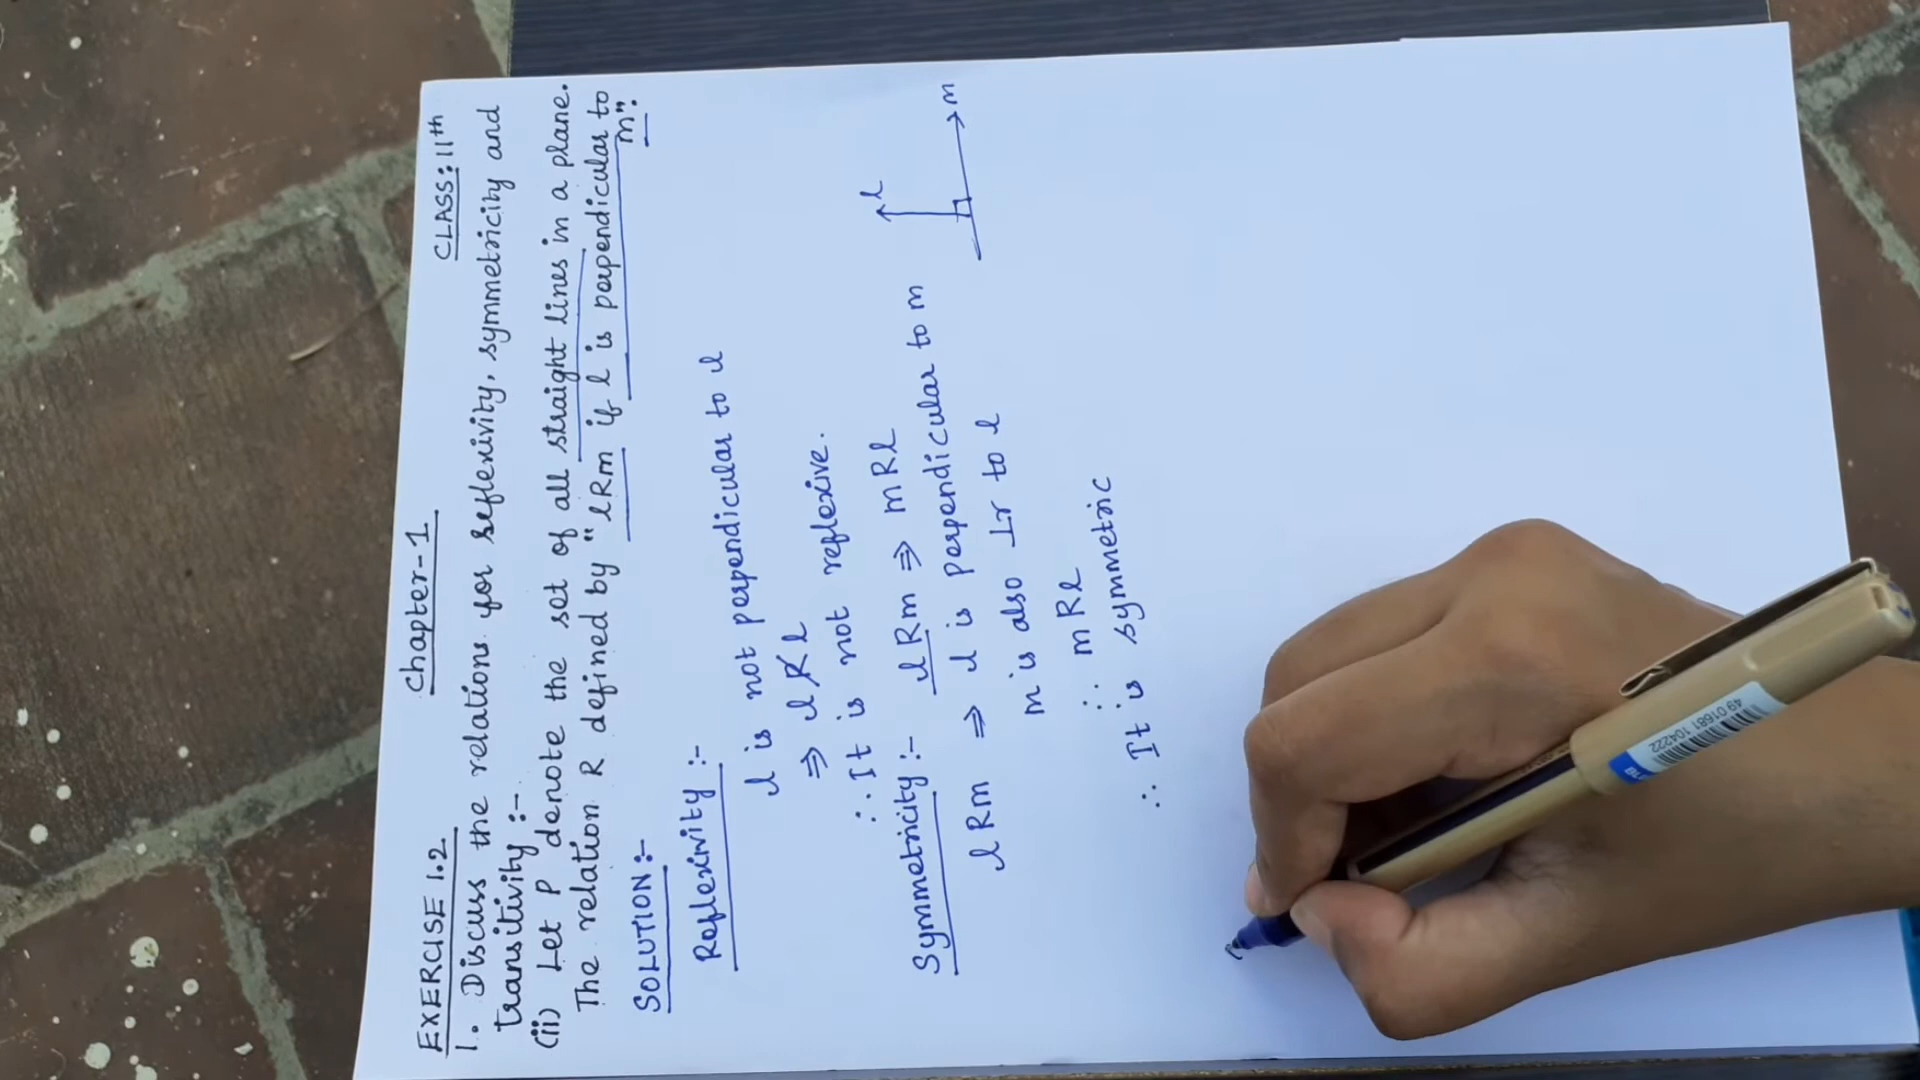 Chapter-1
CLASS: 11th
EXERCISE 1.2
1. Discuss the relations for reflexivity, symmetricity and
transitivity :-
(ii) Let P denote the set of all straight lines in a plane.
The relation R defined by "lRm if l is perpendicular to
m".
SOLUTION :-
Reflexivity :-
l is not perpendicular to l
⇒ l R̸ l
∴ It is not reflexive.
Symmetricity :- lRm ⇒ mRl
lRm ⇒ l is perpendicular to m
m is also ⊥r to l
∴ mRl
∴ It is symmetric
l
m
4901681 104222